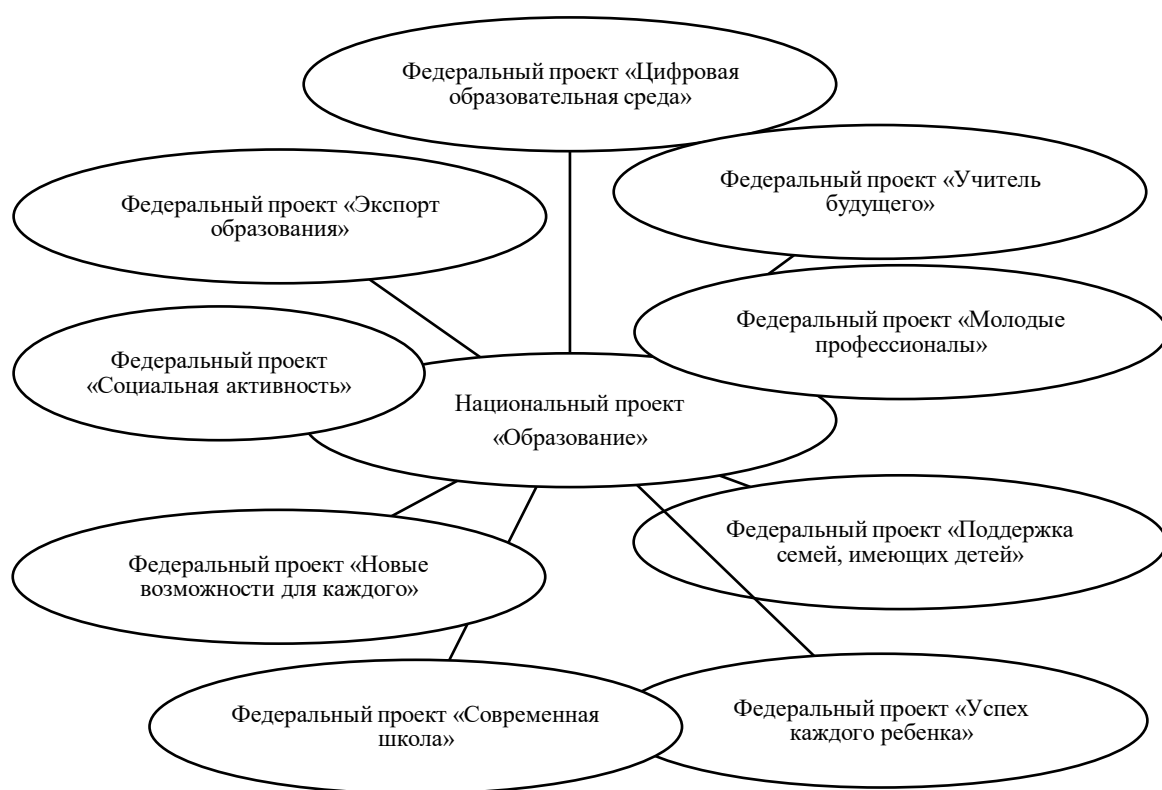 Федеральный проект «Цифровая
образовательная среда»
Федеральный проект «Учитель
будущего»
Федеральный проект «Экспорт
образования»
Федеральный проект «Молодые
профессионалы»
Федеральный проект
«Социальная активность»
Национальный проект
«Образование»
Федеральный проект «Поддержка
семей, имеющих детей»
Федеральный проект «Новые
возможности для каждого»
Федеральный проект «Современная
школа»
Федеральный проект «Успех
каждого ребенка»